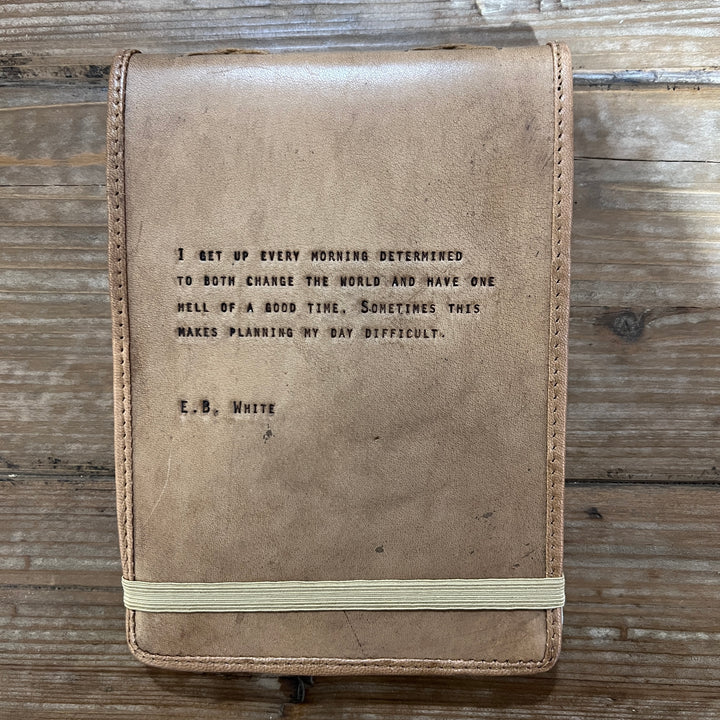 I GET UP EVERY MORNING DETERMINED
TO BOTH CHANGE THE WORLD AND HAVE ONE
HELL OF A GOOD TIME. SOMETIMES THIS
MAKES PLANNING MY DAY DIFFICULT.
E.B. WHITE